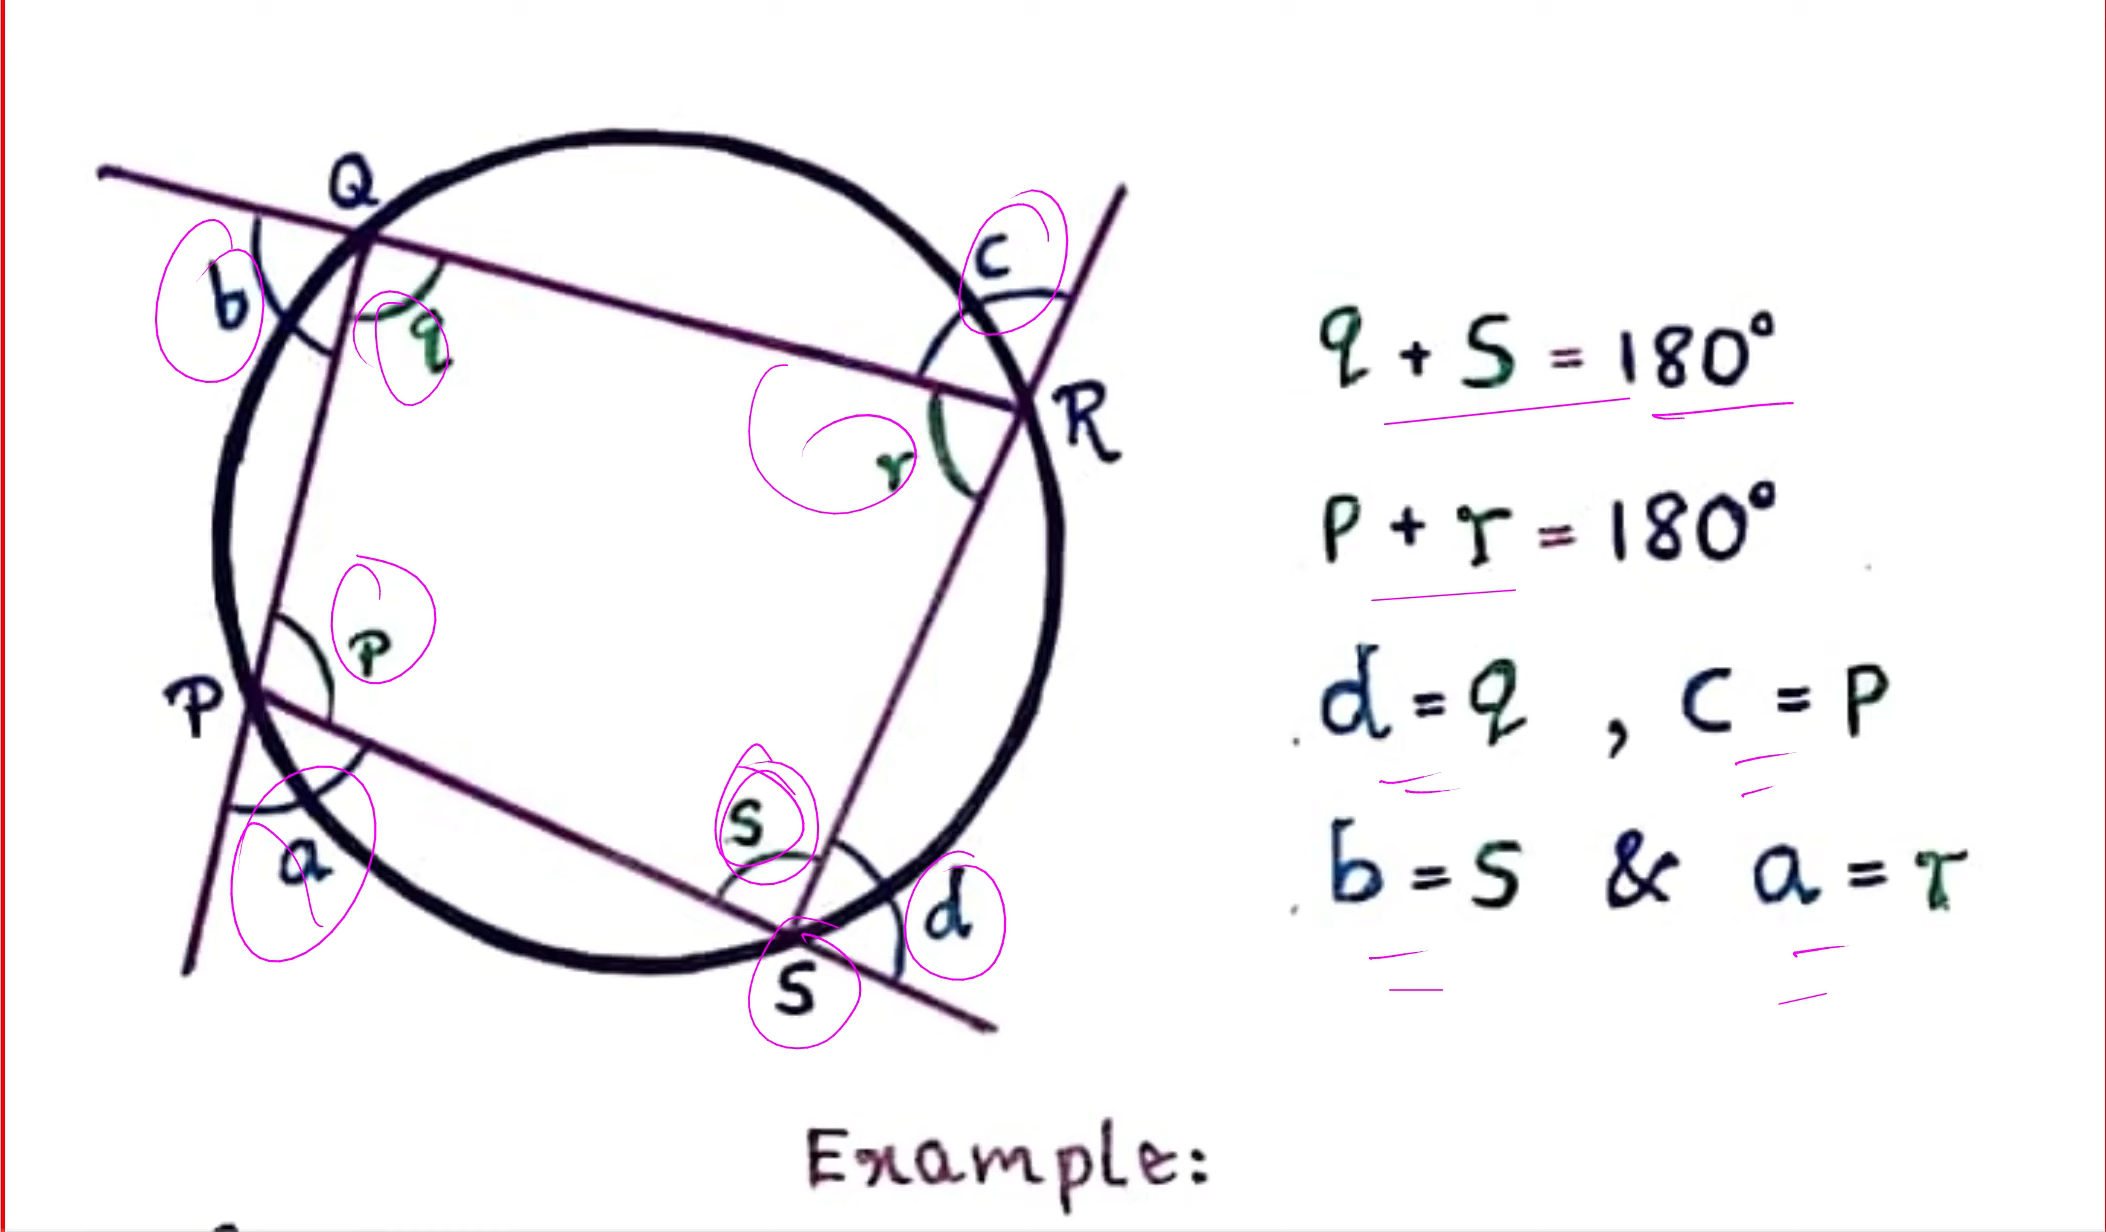 Q
b
q
c
R
r
P
p
a
s
d
S
q + s = 180°
p + r = 180°
d = q , c = p
b = s & a = r
Example: